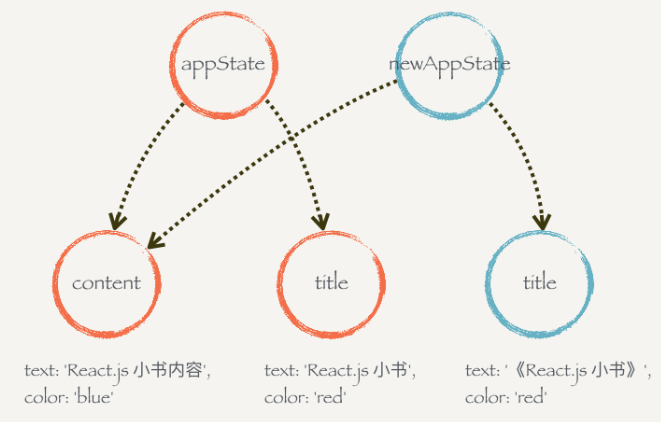 appState
newAppState
content
title
title
text: 'React.js 小书内容',
color: 'blue'
text: 'React.js 小书',
color: 'red'
text: '《React.js 小书》',
color: 'red'